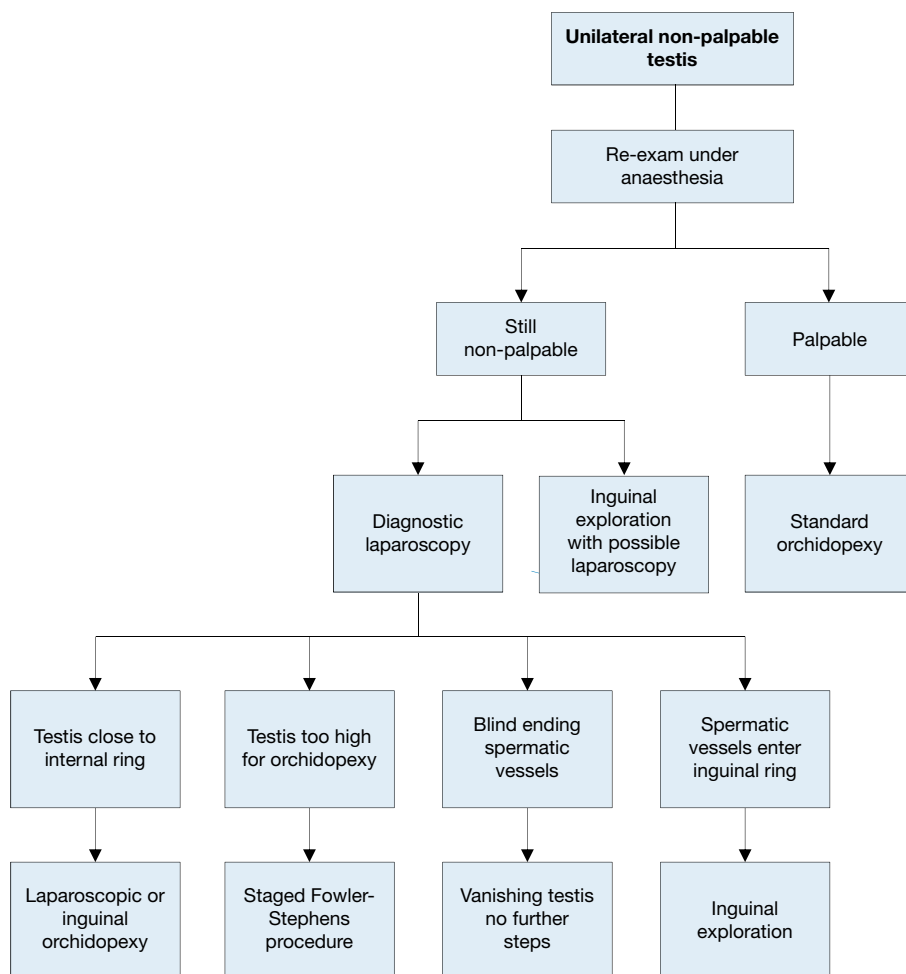 Unilateral non-palpable
testis
Re-exam under
anaesthesia
Still
non-palpable
Palpable
Diagnostic
laparoscopy
Inguinal
exploration
with possible
laparoscopy
Standard
orchidopexy
Testis close to
internal ring
Testis too high
for orchidopexy
Blind ending
spermatic
vessels
Spermatic
vessels enter
inguinal ring
Laparoscopic or
inguinal
orchidopexy
Staged Fowler-
Stephens
procedure
Vanishing testis
no further
steps
Inguinal
exploration